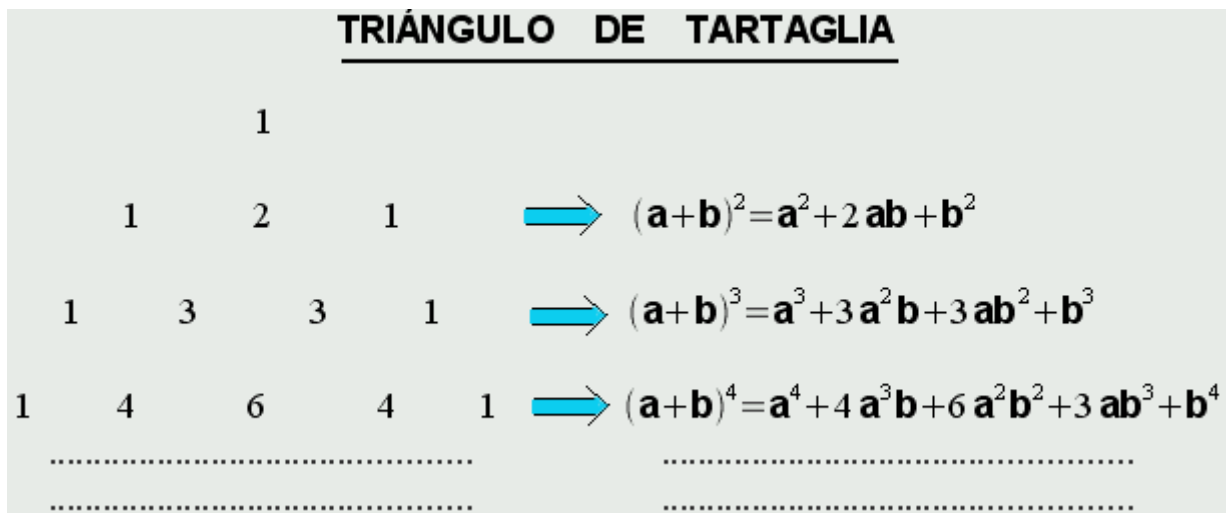 TRIÁNGULO DE TARTAGLIA
1
1 2 1 (a+b)²=a²+2ab+b²
1 3 3 1 (a+b)³=a³+3a²b+3ab²+b³
1 4 6 4 1 (a+b)⁴=a⁴+4a³b+6a²b²+3ab³+b⁴